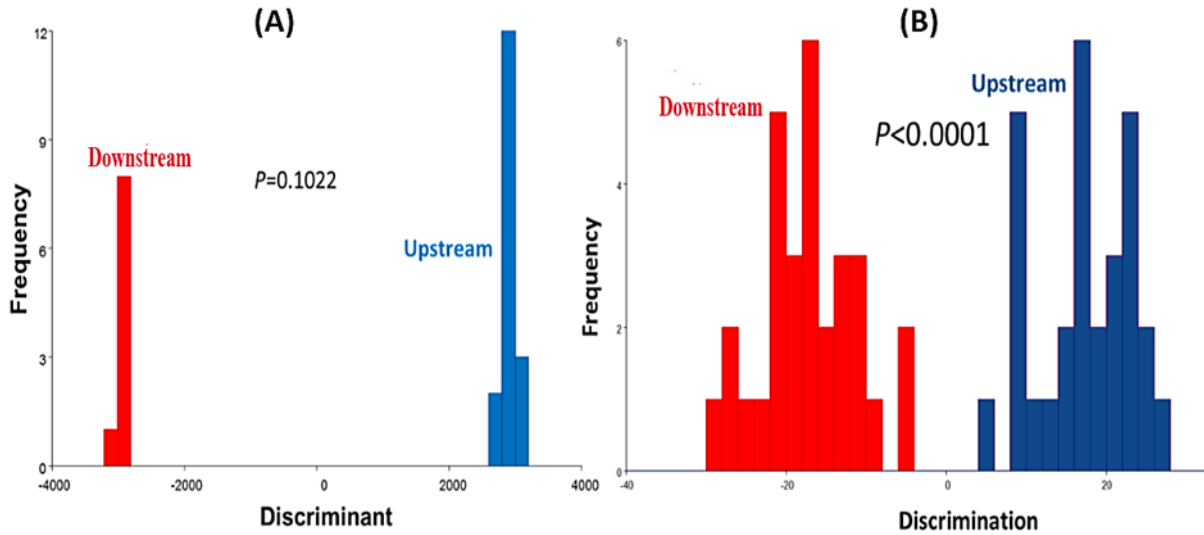 (A)
12
9
6
3
0
Frequency
Downstream
P=0.1022
Upstream
-4000
-2000
0
2000
4000
Discriminant
(B)
6
4
2
0
Frequency
Downstream
Upstream
P<0.0001
-40
-20
0
20
Discrimination